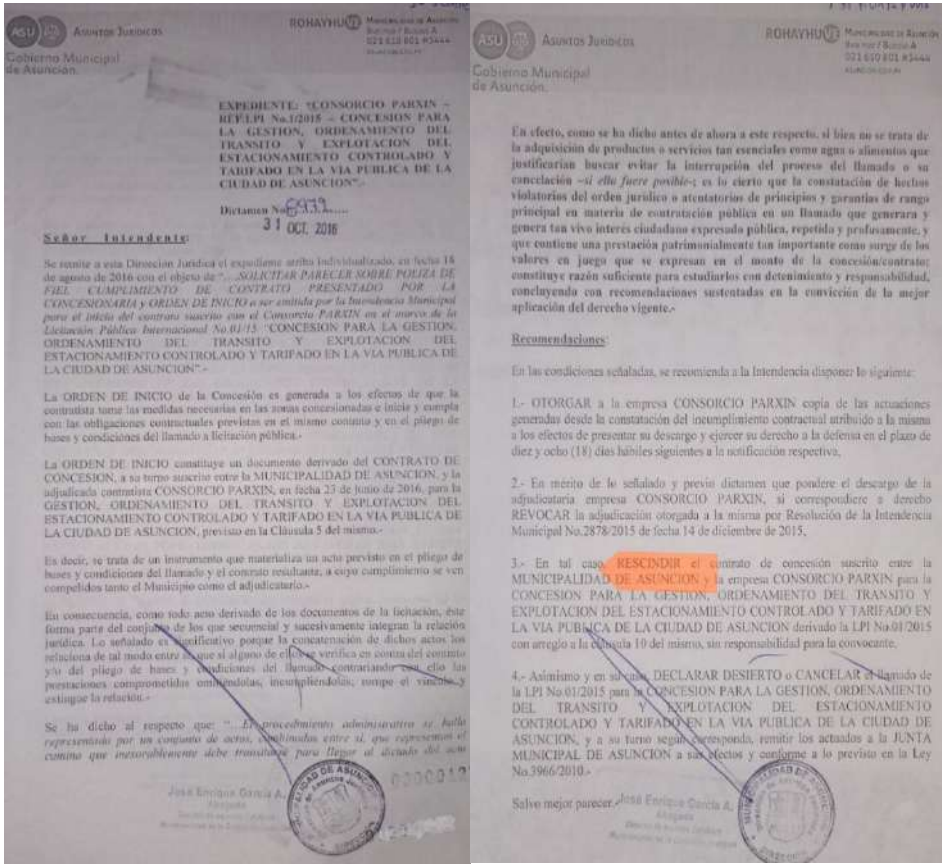 ASU
ASUNTOS JURIDICOS
Gobierno Municipal
de Asunción.
ROHAYHU
EXPEDIENTE: "CONSORCIO PARXIN –
REF.LPI No.1/2015 – CONCESION PARA
LA GESTION, ORDENAMIENTO DEL
TRANSITO Y EXPLOTACION DEL
ESTACIONAMIENTO CONTROLADO Y
TARIFADO EN LA VIA PUBLICA DE LA
CIUDAD DE ASUNCION".-
Dictamen No
31 OCT. 2016
Señor Intendente:
Se remite a esta Dirección Jurídica el expediente arriba individualizado, en fecha 18
de agosto de 2016 con el objeto de "...SOLICITAR PARECER SOBRE POLIZA DE
FIEL CUMPLIMIENTO DE CONTRATO PRESENTADO POR LA
CONCESIONARIA y ORDEN DE INICIO a ser emitida por la Intendencia Municipal
para el inicio del contrato suscrito con el Consorcio PARXIN en el marco de la
Licitación Pública Internacional No.01/15 "CONCESION PARA LA GESTION,
ORDENAMIENTO DEL TRANSITO Y EXPLOTACION DEL
ESTACIONAMIENTO CONTROLADO Y TARIFADO EN LA VIA PUBLICA DE
LA CIUDAD DE ASUNCION".-
La ORDEN DE INICIO de la Concesión es generada a los efectos de que la
contratista tome las medidas necesarias en las zonas concesionadas e inicie y cumpla
con las obligaciones contractuales previstas en el mismo contrato y en el pliego de
bases y condiciones del llamado a licitación pública.-
La ORDEN DE INICIO constituye un documento derivado del CONTRATO DE
CONCESION, a su turno suscrito entre la MUNICIPALIDAD DE ASUNCION, y la
adjudicada contratista CONSORCIO PARXIN, en fecha 23 de junio de 2016, para la
GESTION, ORDENAMIENTO DEL TRANSITO Y EXPLOTACION DEL
ESTACIONAMIENTO CONTROLADO Y TARIFADO EN LA VIA PUBLICA DE
LA CIUDAD DE ASUNCION, previsto en la Cláusula 5 del mismo.-
Es decir, se trata de un instrumento que materializa un acto previsto en el pliego de
bases y condiciones del llamado y el contrato resultante, a cuyo cumplimiento se ven
compelidos tanto el Municipio como el adjudicatario.-
En consecuencia, como todo acto derivado de los documentos de la licitación, éste
forma parte del conjunto de los que secuencial y sucesivamente integran la relación
jurídica. Lo señalado es significativo porque la concatenación de dichos actos los
relaciona de tal modo entre sí, que si alguno de ellos se verifica en contra del contrato
y/o del pliego de bases y condiciones del llamado contrariando con ello las
prestaciones comprometidas omitiéndolas, incumpliéndolas; rompe el vínculo y
extingue la relación.-
Se ha dicho al respecto que: "...El procedimiento administrativo se halla
representado por un conjunto de actos, combinados entre sí, que representan el
camino que inexorablemente debe transitarse para llegar al dictado del acto
José Enrique García A.
Abogado
ASU
ASUNTOS JURIDICOS
Gobierno Municipal
de Asunción.
ROHAYHU
En efecto, como se ha dicho antes de ahora a este respecto, si bien no se trata de
la adquisición de productos o servicios tan esenciales como agua o alimentos que
justificarían buscar evitar la interrupción del proceso del llamado o su
cancelación –si ello fuere posible-; es lo cierto que la constatación de hechos
violatorios del orden jurídico o atentatorios de principios y garantías de rango
principal en materia de contratación pública en un llamado que generara y
genera tan vivo interés ciudadano expresado pública, repetida y profusamente, y
que contiene una prestación patrimonialmente tan importante como surge de los
valores en juego que se expresan en el monto de la concesión/contrato;
constituye razón suficiente para estudiarlos con detenimiento y responsabilidad,
concluyendo con recomendaciones sustentadas en la convicción de la mejor
aplicación del derecho vigente.-
Recomendaciones:
En las condiciones señaladas, se recomienda a la Intendencia disponer lo siguiente:
1.- OTORGAR a la empresa CONSORCIO PARXIN copia de las actuaciones
generadas desde la constatación del incumplimiento contractual atribuido a la misma
a los efectos de presentar su descargo y ejercer su derecho a la defensa en el plazo de
diez y ocho (18) días hábiles siguientes a la notificación respectiva.
2.- En mérito de lo señalado y previo dictamen que pondere el descargo de la
adjudicataria empresa CONSORCIO PARXIN, si correspondiere a derecho
REVOCAR la adjudicación otorgada a la misma por Resolución de la Intendencia
Municipal No.2878/2015 de fecha 14 de diciembre de 2015.
3.- En tal caso, RESCINDIR el contrato de concesión suscrito entre la
MUNICIPALIDAD DE ASUNCION y la empresa CONSORCIO PARXIN para la
CONCESION PARA LA GESTION, ORDENAMIENTO DEL TRANSITO Y
EXPLOTACION DEL ESTACIONAMIENTO CONTROLADO Y TARIFADO EN
LA VIA PUBLICA DE LA CIUDAD DE ASUNCION derivado la LPI No.01/2015
con arreglo a la cláusula 10 del mismo, sin responsabilidad para la convocante.
4.- Asimismo y en su caso, DECLARAR DESIERTO o CANCELAR el llamado de
la LPI No.01/2015 para la CONCESION PARA LA GESTION, ORDENAMIENTO
DEL TRANSITO Y EXPLOTACION DEL ESTACIONAMIENTO
CONTROLADO Y TARIFADO EN LA VIA PUBLICA DE LA CIUDAD DE
ASUNCION, y a su turno según corresponda, remitir los actuados a la JUNTA
MUNICIPAL DE ASUNCION a sus efectos y conforme a lo previsto en la Ley
No.3966/2010.-
Salvo mejor parecer.
José Enrique García A.
Abogado